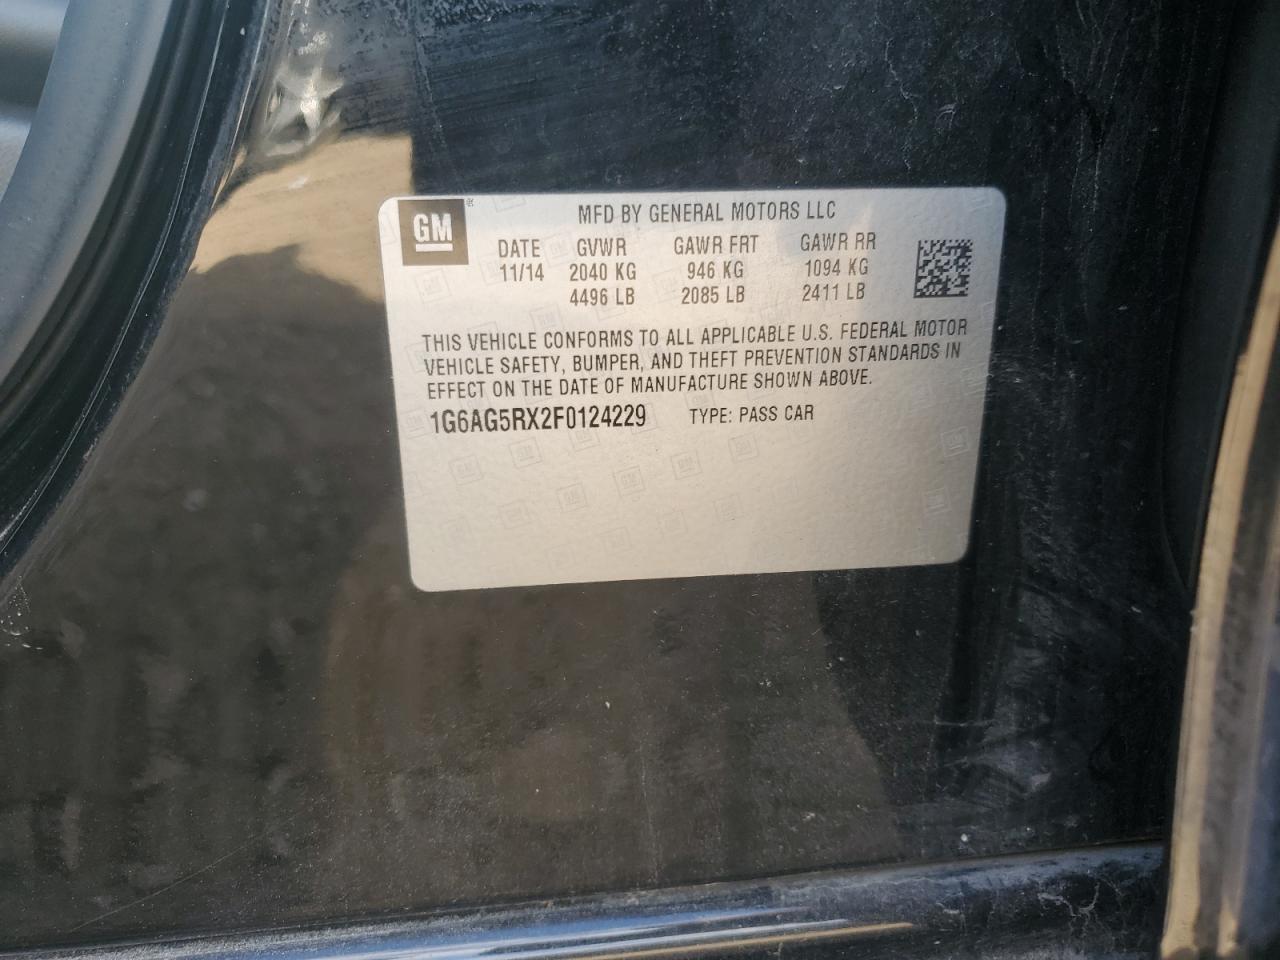 GM
MFD BY GENERAL MOTORS LLC
DATE GVWR GAWR FRT GAWR RR
11/14 2040 KG 946 KG 1094 KG
4496 LB 2085 LB 2411 LB
THIS VEHICLE CONFORMS TO ALL APPLICABLE U.S. FEDERAL MOTOR
VEHICLE SAFETY, BUMPER, AND THEFT PREVENTION STANDARDS IN
EFFECT ON THE DATE OF MANUFACTURE SHOWN ABOVE.
1G6AG5RX2F0124229 TYPE: PASS CAR